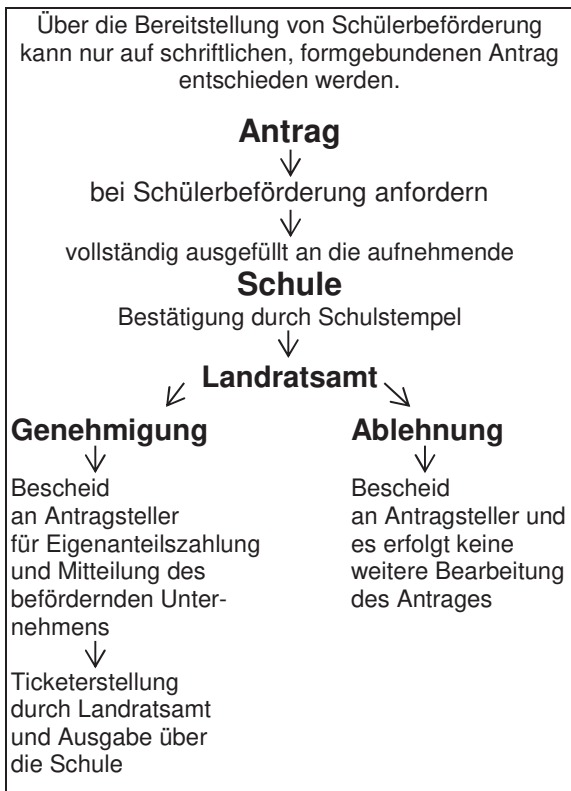 Über die Bereitstellung von Schülerbeförderung
kann nur auf schriftlichen, formgebundenen Antrag
entschieden werden.
Antrag
bei Schülerbeförderung anfordern
vollständig ausgefüllt an die aufnehmende
Schule
Bestätigung durch Schulstempel
Landratsamt
Genehmigung
Bescheid
an Antragsteller
für Eigenanteilszahlung
und Mitteilung des
befördernden Unter-
nehmens
Ticketerstellung
durch Landratsamt
und Ausgabe über
die Schule
Ablehnung
Bescheid
an Antragsteller und
es erfolgt keine
weitere Bearbeitung
des Antrages